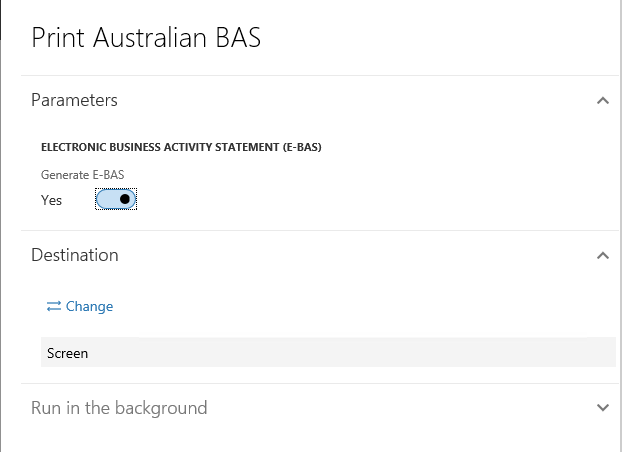 Print Australian BAS
Parameters
ELECTRONIC BUSINESS ACTIVITY STATEMENT (E-BAS)
Generate E-BAS
Yes
Destination
Change
Screen
Run in the background